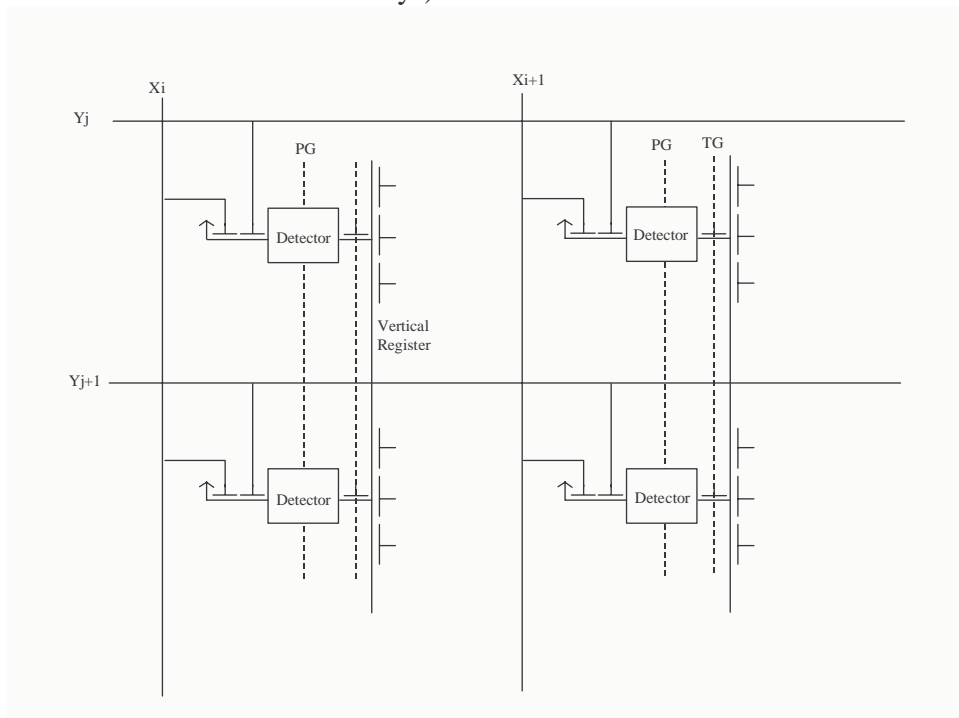 Xi
Xi+1
Yj
PG
PG
TG
Detector
Detector
Vertical
Register
Yj+1
Detector
Detector